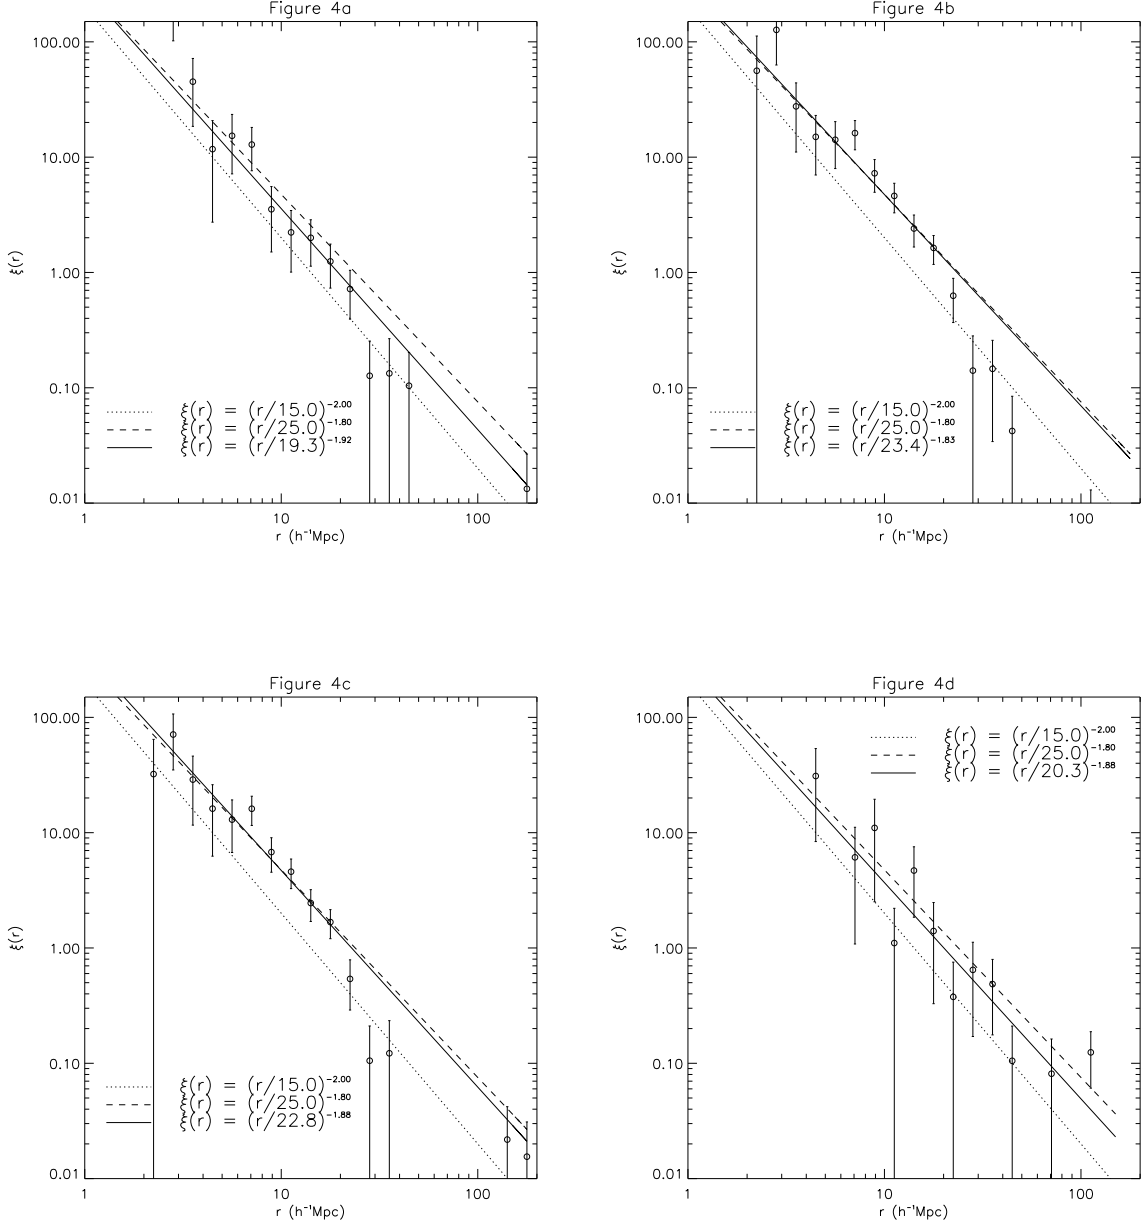 Figure 4a
100.00
10.00
1.00
0.10
0.01
ξ(r)
ξ(r) = (r/15.0)^-2.00
ξ(r) = (r/25.0)^-1.80
ξ(r) = (r/19.3)^-1.92
1 10 100
r (h⁻¹Mpc)
Figure 4b
100.00
10.00
1.00
0.10
0.01
ξ(r)
ξ(r) = (r/15.0)^-2.00
ξ(r) = (r/25.0)^-1.80
ξ(r) = (r/23.4)^-1.83
1 10 100
r (h⁻¹Mpc)
Figure 4c
100.00
10.00
1.00
0.10
0.01
ξ(r)
ξ(r) = (r/15.0)^-2.00
ξ(r) = (r/25.0)^-1.80
ξ(r) = (r/22.8)^-1.88
1 10 100
r (h⁻¹Mpc)
Figure 4d
ξ(r) = (r/15.0)^-2.00
ξ(r) = (r/25.0)^-1.80
ξ(r) = (r/20.3)^-1.88
100.00
10.00
1.00
0.10
0.01
ξ(r)
1 10 100
r (h⁻¹Mpc)